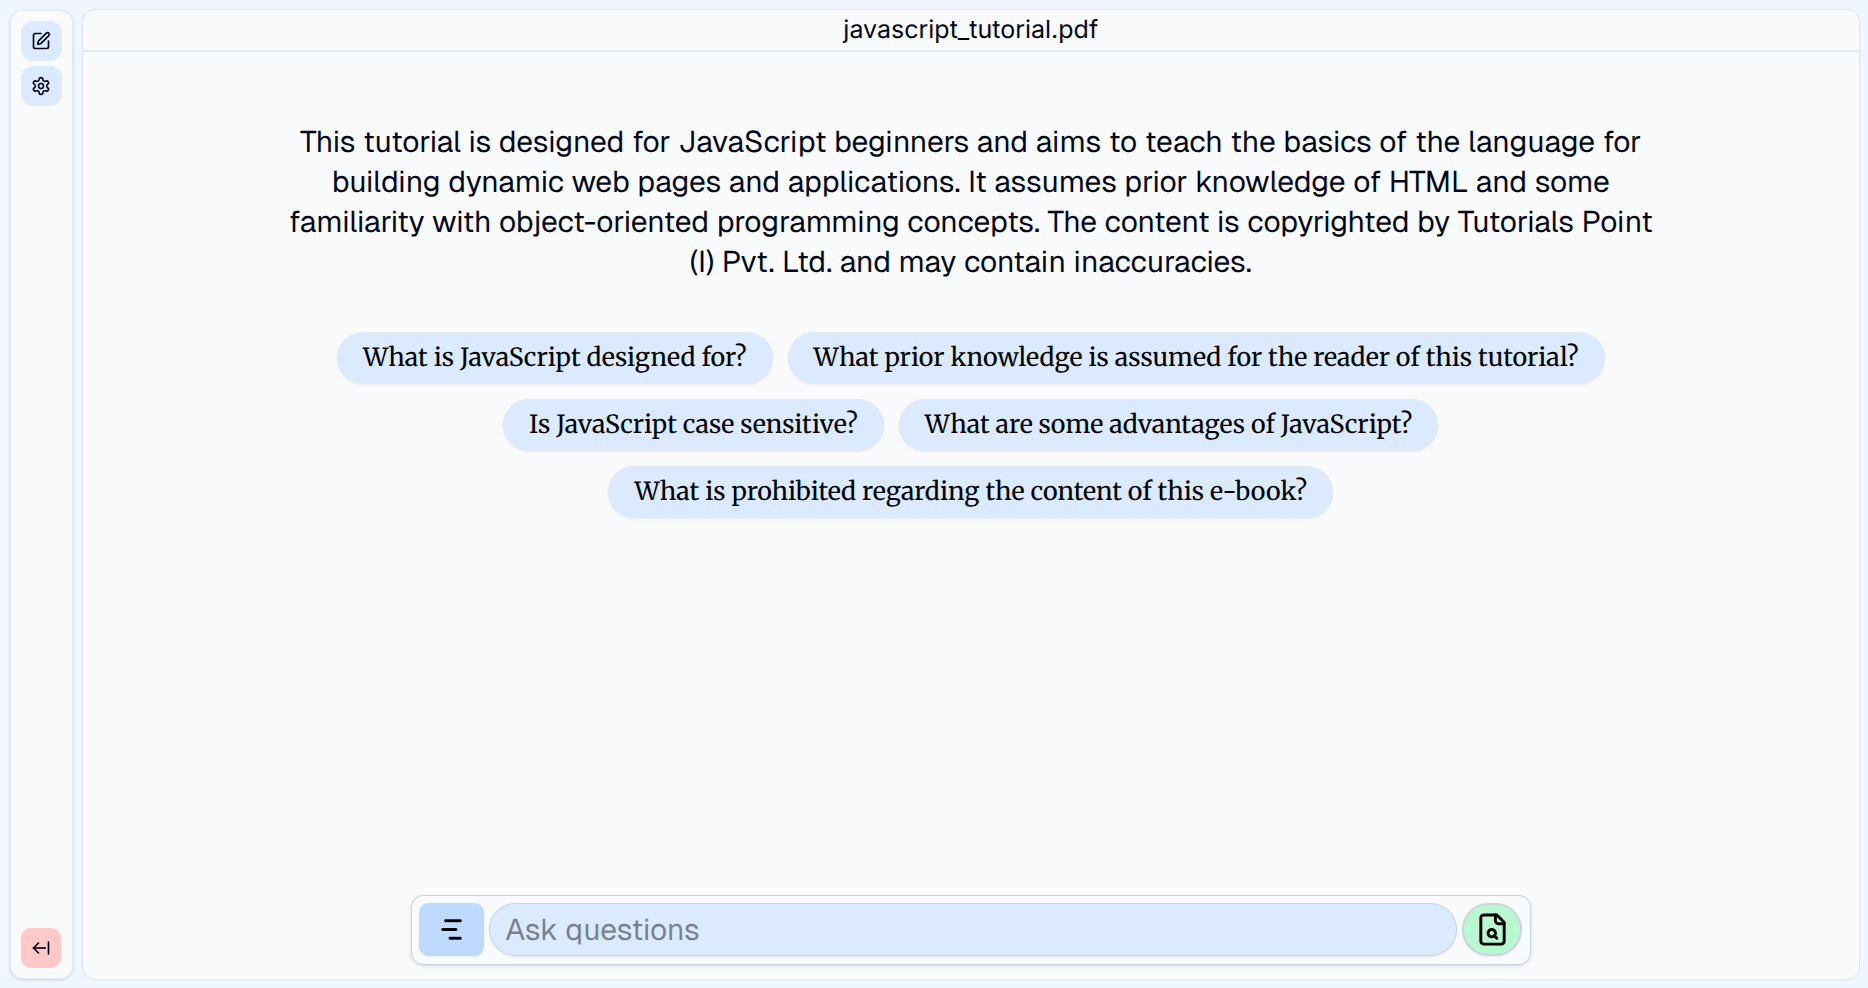 javascript_tutorial.pdf
This tutorial is designed for JavaScript beginners and aims to teach the basics of the language for
building dynamic web pages and applications. It assumes prior knowledge of HTML and some
familiarity with object-oriented programming concepts. The content is copyrighted by Tutorials Point
(I) Pvt. Ltd. and may contain inaccuracies.
What is JavaScript designed for?
What prior knowledge is assumed for the reader of this tutorial?
Is JavaScript case sensitive?
What are some advantages of JavaScript?
What is prohibited regarding the content of this e-book?
Ask questions